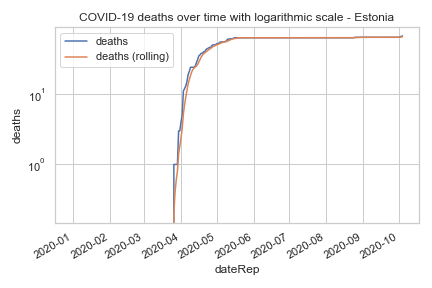 COVID-19 deaths over time with logarithmic scale - Estonia
deaths
deaths (rolling)
10¹
10⁰
deaths
2020-01
2020-02
2020-03
2020-04
2020-05
2020-06
2020-07
2020-08
2020-09
2020-10
dateRep